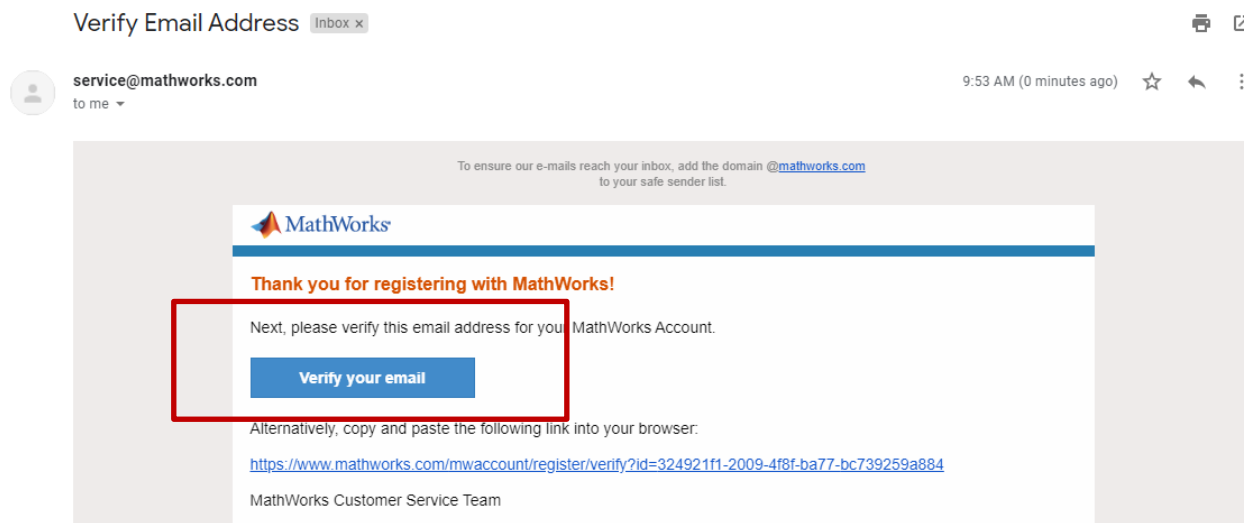 Verify Email Address Inbox x
service@mathworks.com 9:53 AM (0 minutes ago)
to me
To ensure our e-mails reach your inbox, add the domain @mathworks.com
to your safe sender list.
MathWorks®
Thank you for registering with MathWorks!
Next, please verify this email address for your MathWorks Account.
Verify your email
Alternatively, copy and paste the following link into your browser:
https://www.mathworks.com/mwaccount/register/verify?id=324921f1-2009-4f8f-ba77-bc739259a884
MathWorks Customer Service Team